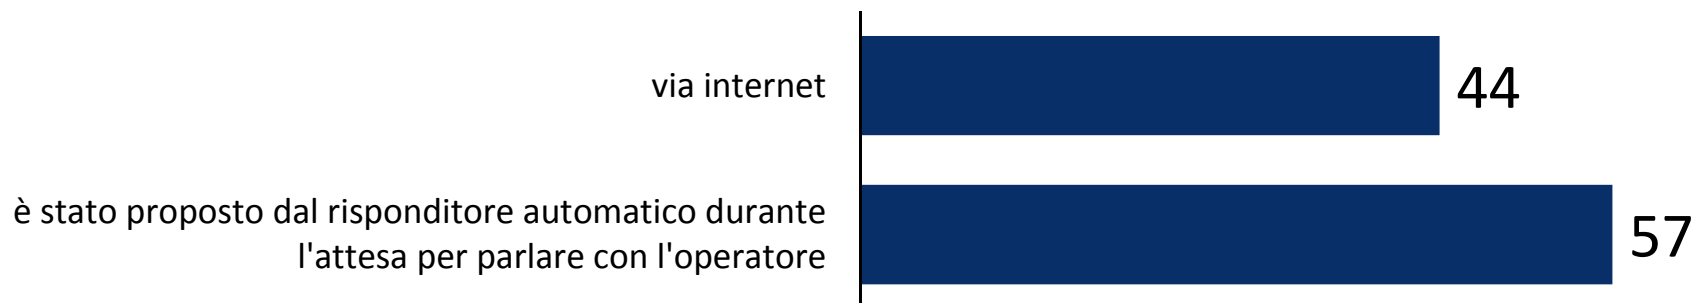 via internet
44
è stato proposto dal risponditore automatico durante
l'attesa per parlare con l'operatore
57